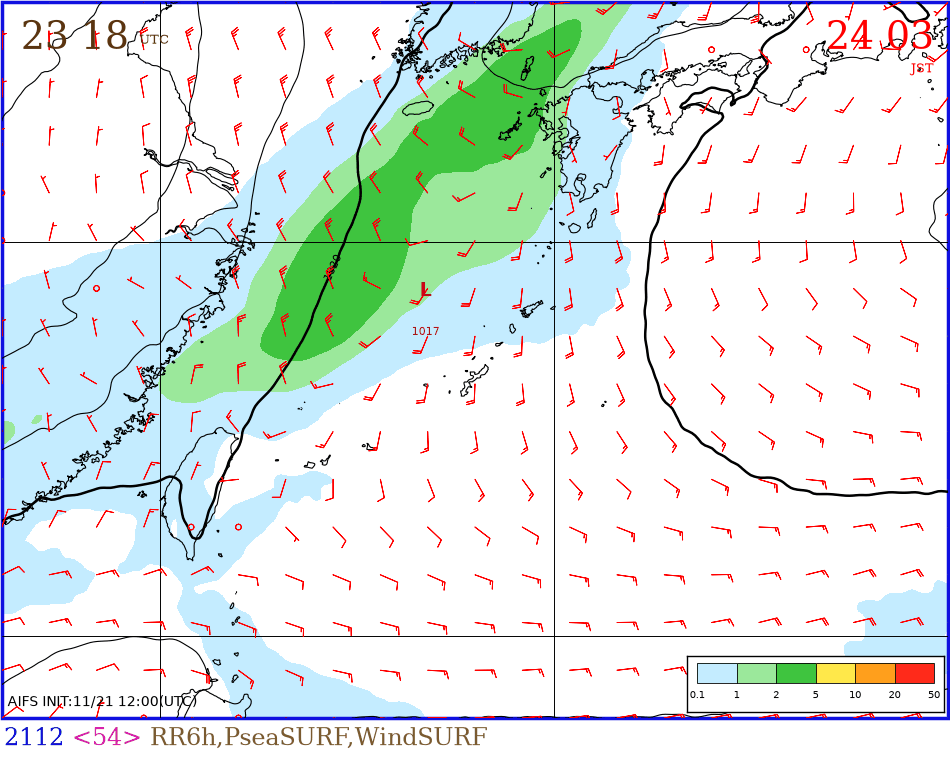 23 18 UTC
24 03
JST
1020
L
1017
0.1 1 2 5 10 20 50
AIFS INIT:11/21 12:00(UTC)
2112 <54> RR6h,PseaSURF,WindSURF